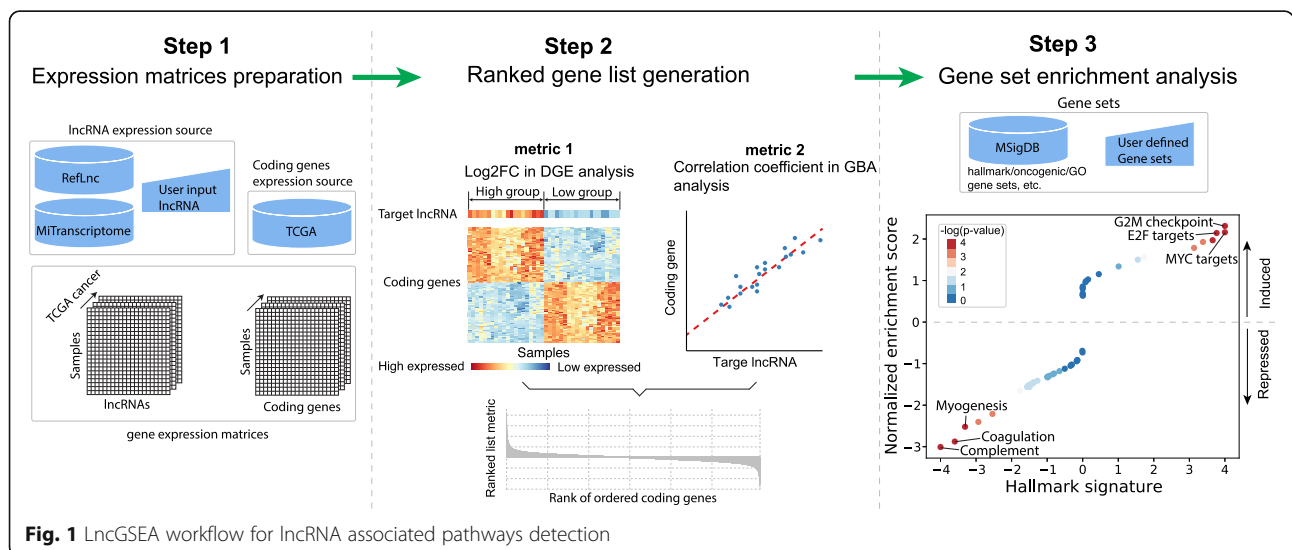 Step 1
Expression matrices preparation
lncRNA expression source
RefLnc
User input
lncRNA
MiTranscriptome
Coding genes
expression source
TCGA
TCGA cancer
Samples
lncRNAs
Samples
Coding genes
gene expression matrices
Step 2
Ranked gene list generation
metric 1
Log2FC in DGE analysis
High group
Low group
Target lncRNA
Coding genes
Samples
High expressed
Low expressed
metric 2
Correlation coefficient in GBA
analysis
Coding gene
Targe lncRNA
Ranked list metric
Rank of ordered coding genes
Step 3
Gene set enrichment analysis
Gene sets
MSigDB
hallmark/oncogenic/GO
gene sets, etc.
User defined
Gene sets
-log(p-value)
4
3
2
1
0
G2M checkpoint
E2F targets
MYC targets
Myogenesis
Coagulation
Complement
Normalized enrichment score
2
1
0
−1
−2
−3
−4 −3 −2 −1 0 1 2 3 4
Hallmark signature
Induced
Repressed
Fig. 1 LncGSEA workflow for lncRNA associated pathways detection